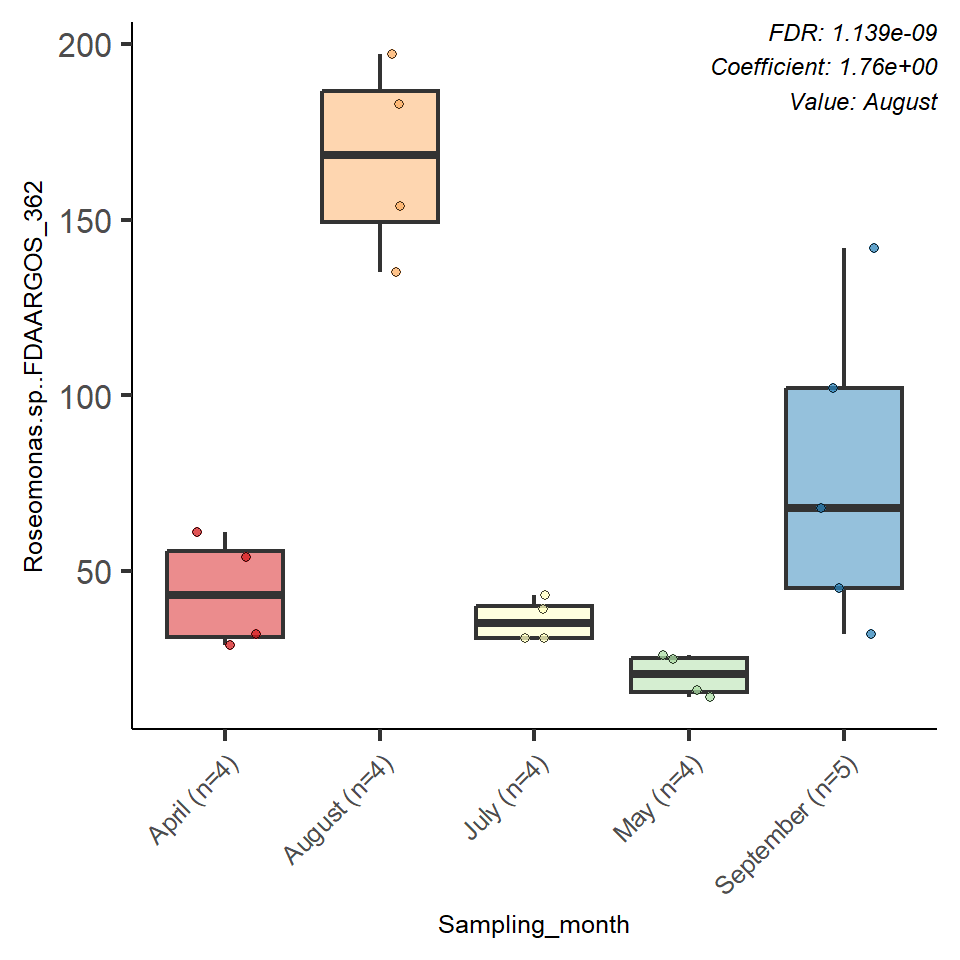 FDR: 1.139e-09
Coefficient: 1.76e+00
Value: August
Roseomonas.sp..FDAARGOS_362
200
150
100
50
April (n=4)
August (n=4)
July (n=4)
May (n=4)
September (n=5)
Sampling_month